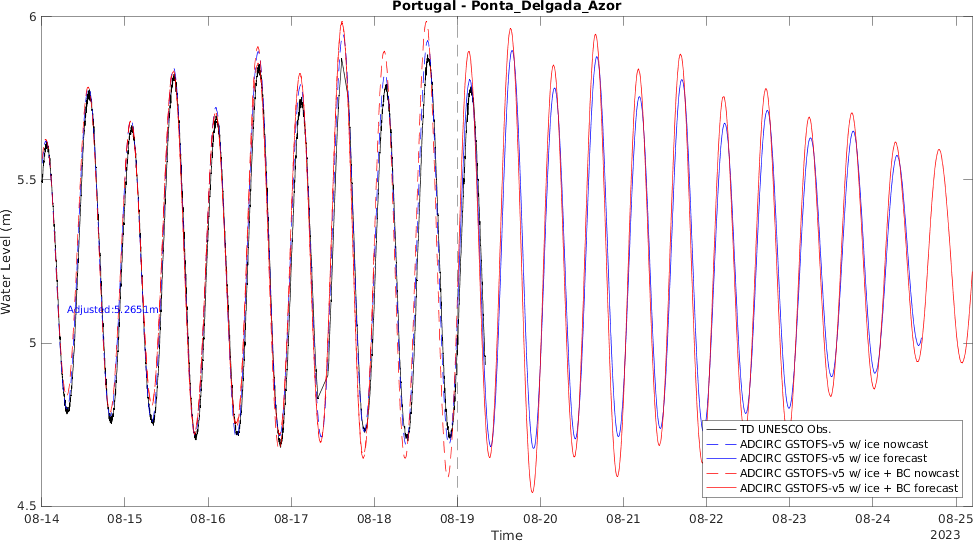 Portugal - Ponta_Delgada_Azor
6
5.5
5
4.5
Water Level (m)
Adjusted:5.2651m
TD UNESCO Obs.
ADCIRC GSTOFS-v5 w/ ice nowcast
ADCIRC GSTOFS-v5 w/ ice forecast
ADCIRC GSTOFS-v5 w/ ice + BC nowcast
ADCIRC GSTOFS-v5 w/ ice + BC forecast
08-14 08-15 08-16 08-17 08-18 08-19 08-20 08-21 08-22 08-23 08-24 08-25
Time
2023